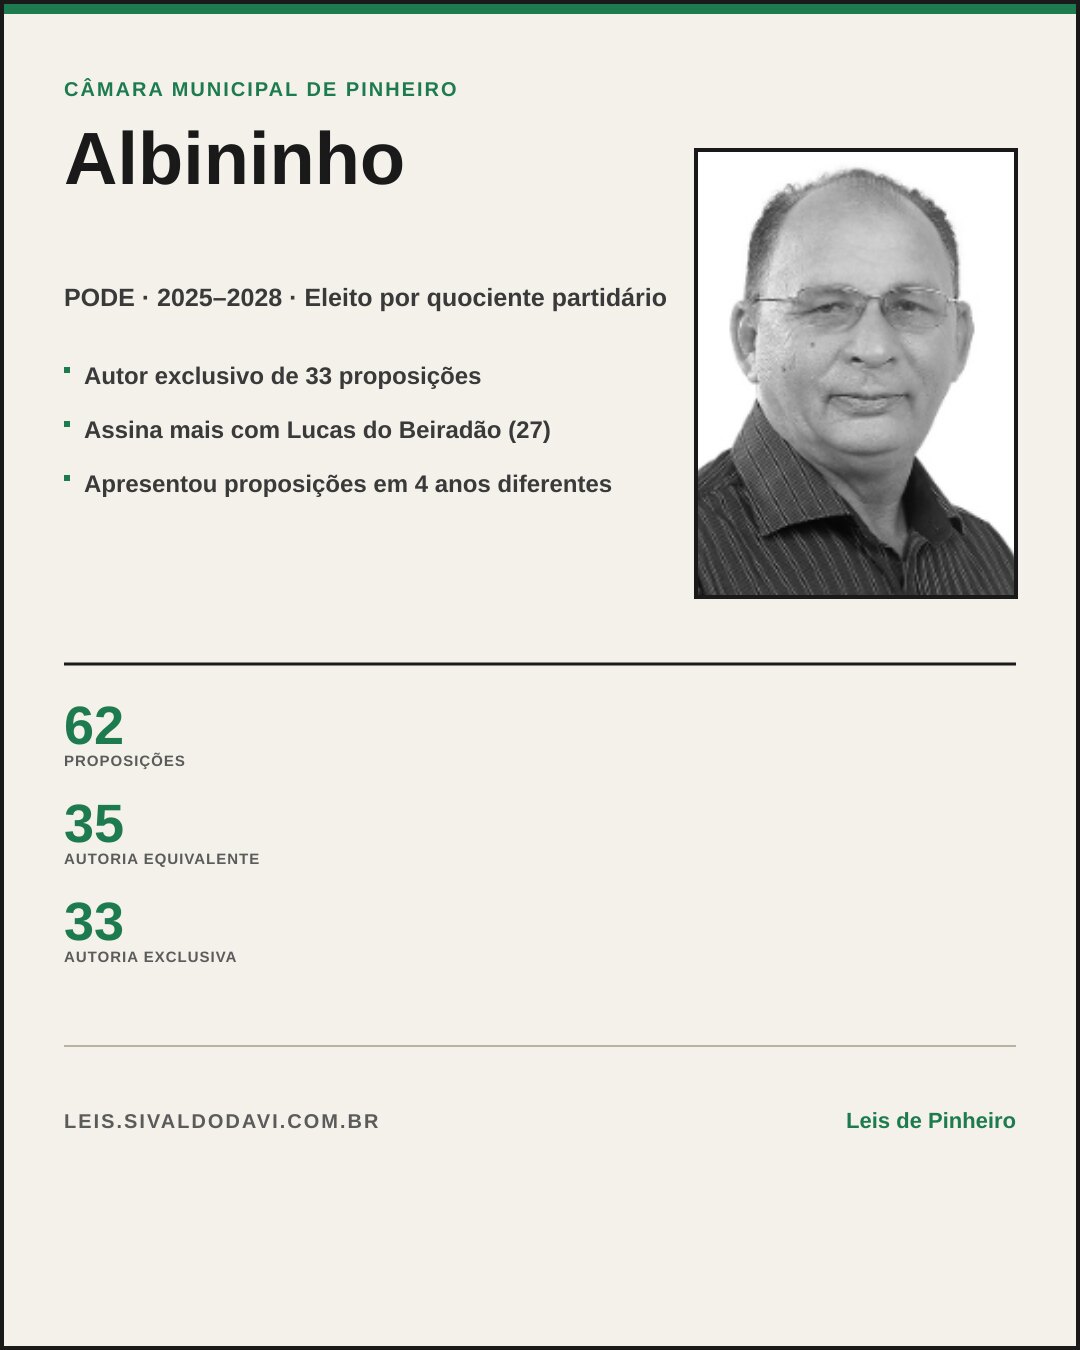 CÂMARA MUNICIPAL DE PINHEIRO
Albininho
PODE · 2025–2028 · Eleito por quociente partidário
Autor exclusivo de 33 proposições
Assina mais com Lucas do Beiradão (27)
Apresentou proposições em 4 anos diferentes
62
PROPOSIÇÕES
35
AUTORIA EQUIVALENTE
33
AUTORIA EXCLUSIVA
LEIS.SIVALDODAVI.COM.BR
Leis de Pinheiro